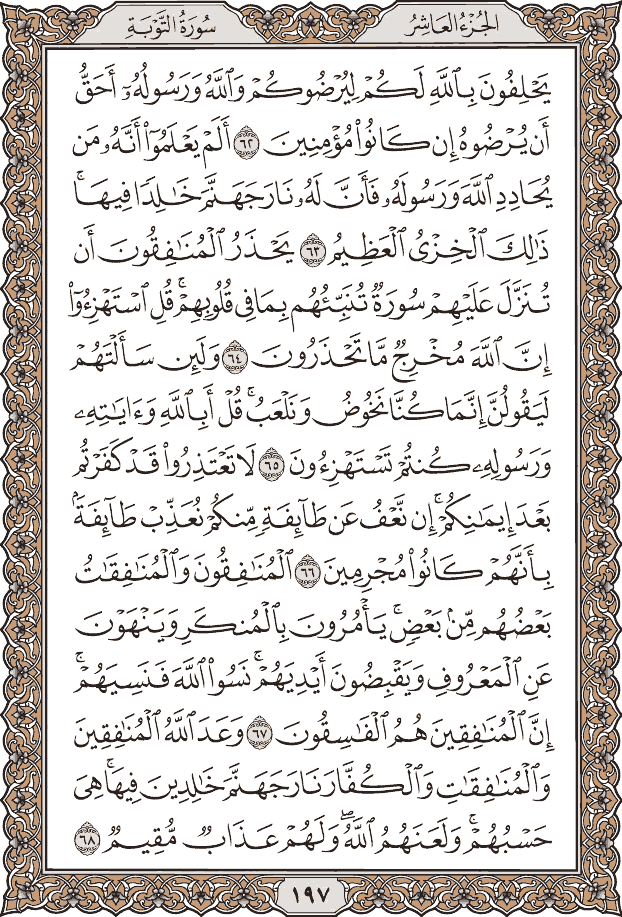 الجُزْءُ العَاشِرُ
سُورَةُ التَّوْبَةِ
يَحْلِفُونَ بِٱللَّهِ لَكُمْ لِيُرْضُوكُمْ وَٱللَّهُ وَرَسُولُهُۥٓ أَحَقُّ
أَن يُرْضُوهُ إِن كَانُوا۟ مُؤْمِنِينَ ٦٢ أَلَمْ يَعْلَمُوٓا۟ أَنَّهُۥ مَن
يُحَادِدِ ٱللَّهَ وَرَسُولَهُۥ فَأَنَّ لَهُۥ نَارَ جَهَنَّمَ خَٰلِدًا فِيهَا ۚ
ذَٰلِكَ ٱلْخِزْىُ ٱلْعَظِيمُ ٦٣ يَحْذَرُ ٱلْمُنَٰفِقُونَ أَن
تُنَزَّلَ عَلَيْهِمْ سُورَةٌ تُنَبِّئُهُم بِمَا فِى قُلُوبِهِمْ ۚ قُلِ ٱسْتَهْزِءُوٓا۟
إِنَّ ٱللَّهَ مُخْرِجٌ مَّا تَحْذَرُونَ ٦٤ وَلَئِن سَأَلْتَهُمْ
لَيَقُولُنَّ إِنَّمَا كُنَّا نَخُوضُ وَنَلْعَبُ ۚ قُلْ أَبِٱللَّهِ وَءَايَٰتِهِۦ
وَرَسُولِهِۦ كُنتُمْ تَسْتَهْزِءُونَ ٦٥ لَا تَعْتَذِرُوا۟ قَدْ كَفَرْتُم
بَعْدَ إِيمَٰنِكُمْ ۚ إِن نَّعْفُ عَن طَآئِفَةٍ مِّنكُمْ نُعَذِّبْ طَآئِفَةًۢ
بِأَنَّهُمْ كَانُوا۟ مُجْرِمِينَ ٦٦ ٱلْمُنَٰفِقُونَ وَٱلْمُنَٰفِقَٰتُ
بَعْضُهُم مِّنۢ بَعْضٍ ۚ يَأْمُرُونَ بِٱلْمُنكَرِ وَيَنْهَوْنَ
عَنِ ٱلْمَعْرُوفِ وَيَقْبِضُونَ أَيْدِيَهُمْ ۚ نَسُوا۟ ٱللَّهَ فَنَسِيَهُمْ ۗ
إِنَّ ٱلْمُنَٰفِقِينَ هُمُ ٱلْفَٰسِقُونَ ٦٧ وَعَدَ ٱللَّهُ ٱلْمُنَٰفِقِينَ
وَٱلْمُنَٰفِقَٰتِ وَٱلْكُفَّارَ نَارَ جَهَنَّمَ خَٰلِدِينَ فِيهَا ۚ هِىَ
حَسْبُهُمْ ۚ وَلَعَنَهُمُ ٱللَّهُ ۖ وَلَهُمْ عَذَابٌ مُّقِيمٌ ٦٨
١٩٧